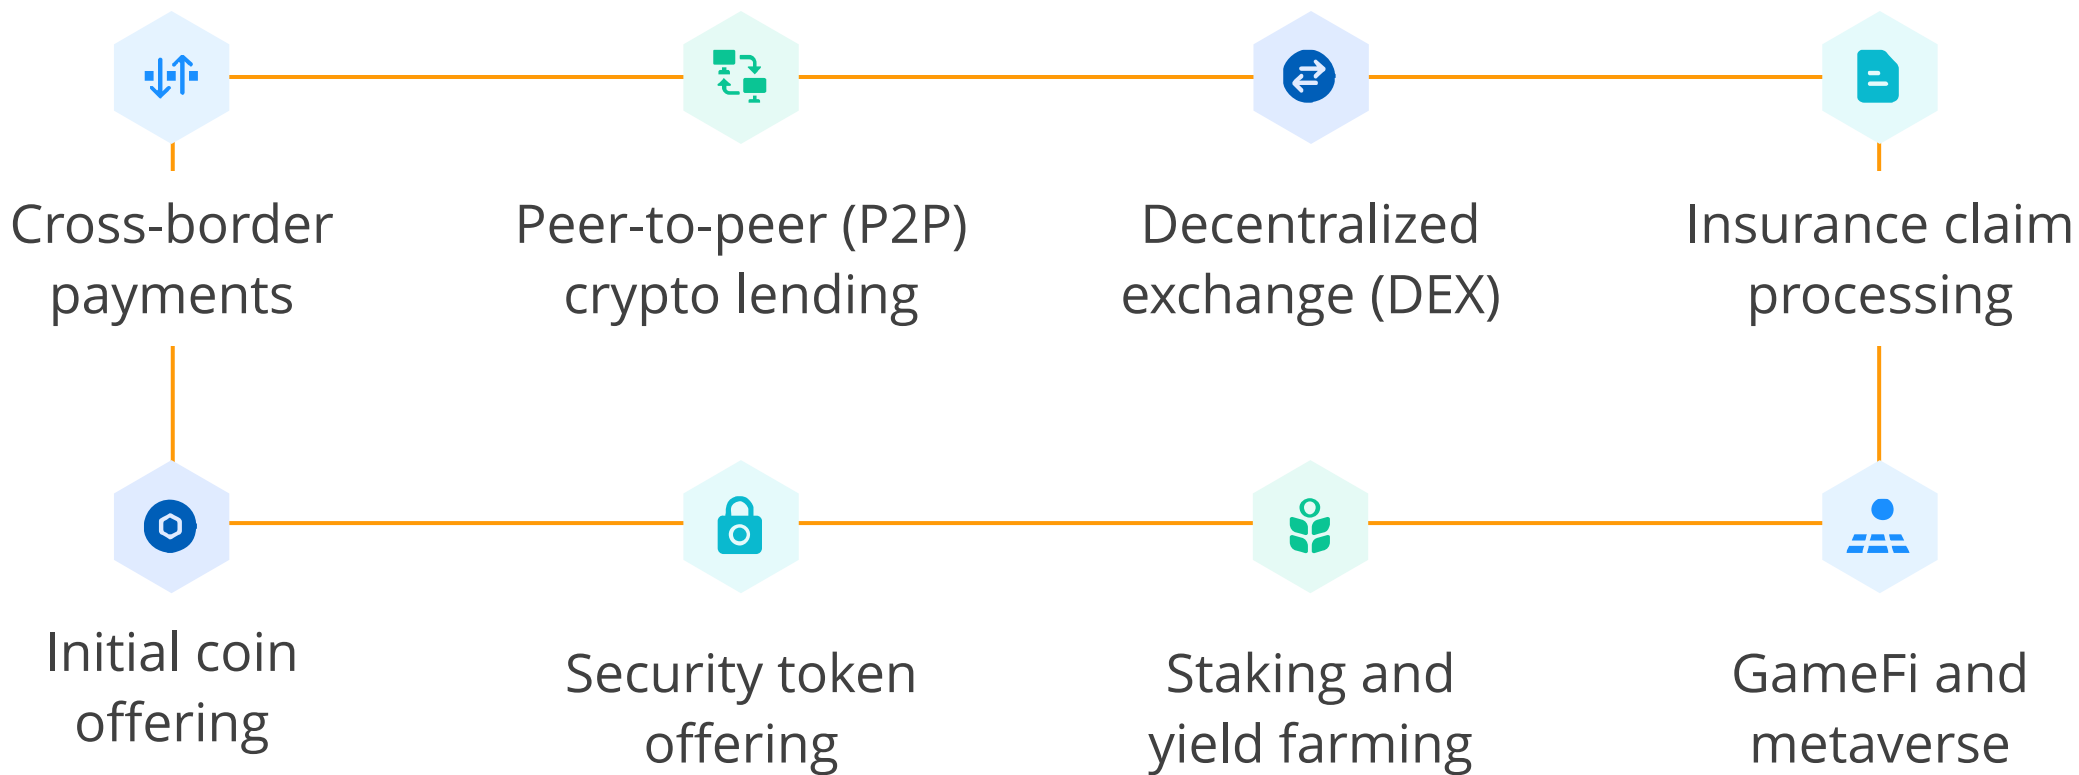 Cross-border
payments
Peer-to-peer (P2P)
crypto lending
Decentralized
exchange (DEX)
Insurance claim
processing
Initial coin
offering
Security token
offering
Staking and
yield farming
GameFi and
metaverse